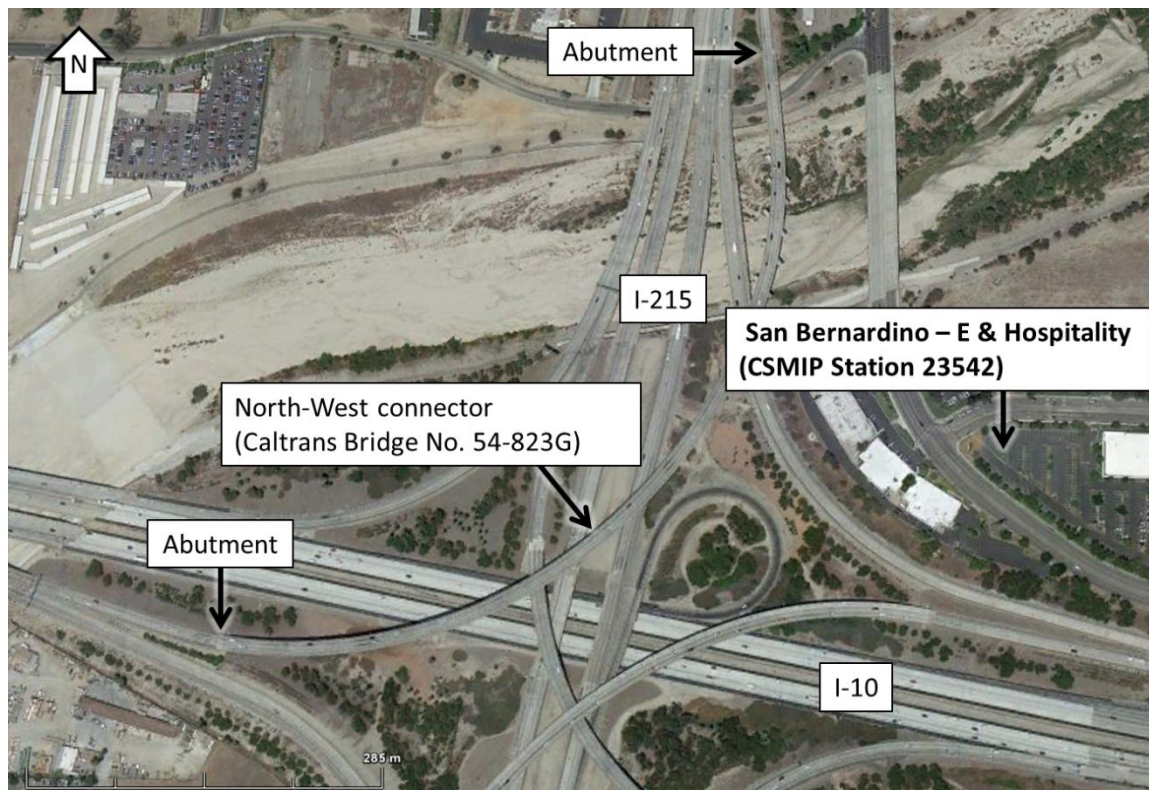 N
Abutment
I-215
San Bernardino – E & Hospitality
(CSMIP Station 23542)
North-West connector
(Caltrans Bridge No. 54-823G)
Abutment
I-10
285 m